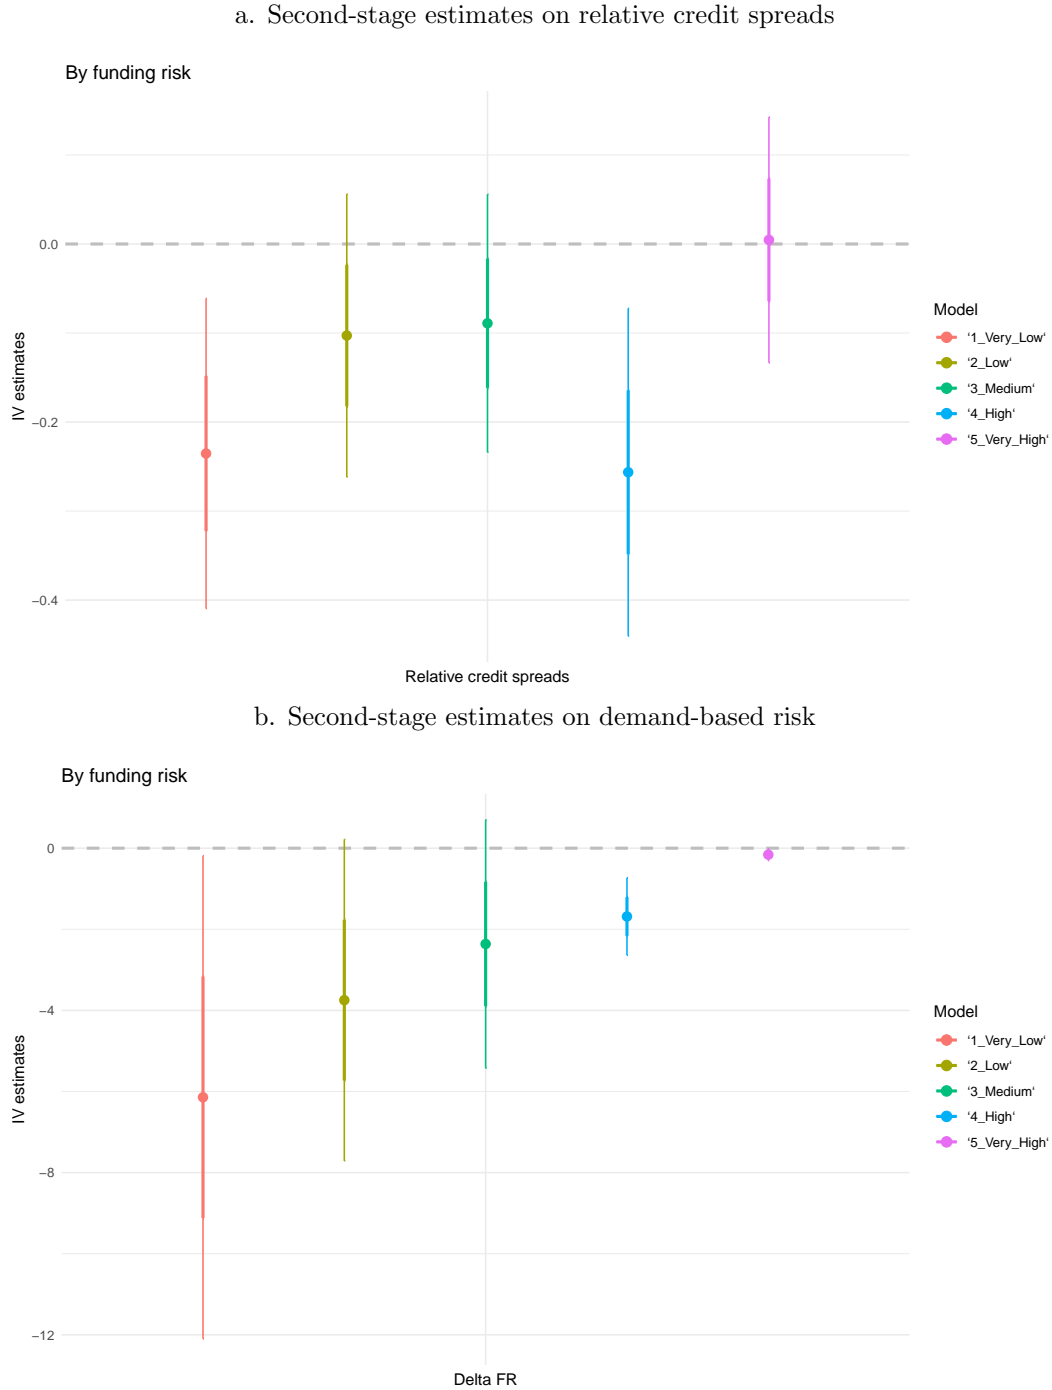 a. Second-stage estimates on relative credit spreads
By funding risk
0.0
−0.2
−0.4
IV estimates
Relative credit spreads
Model
‘1_Very_Low‘
‘2_Low‘
‘3_Medium‘
‘4_High‘
‘5_Very_High‘
b. Second-stage estimates on demand-based risk
By funding risk
0
−4
−8
−12
IV estimates
Delta FR
Model
‘1_Very_Low‘
‘2_Low‘
‘3_Medium‘
‘4_High‘
‘5_Very_High‘